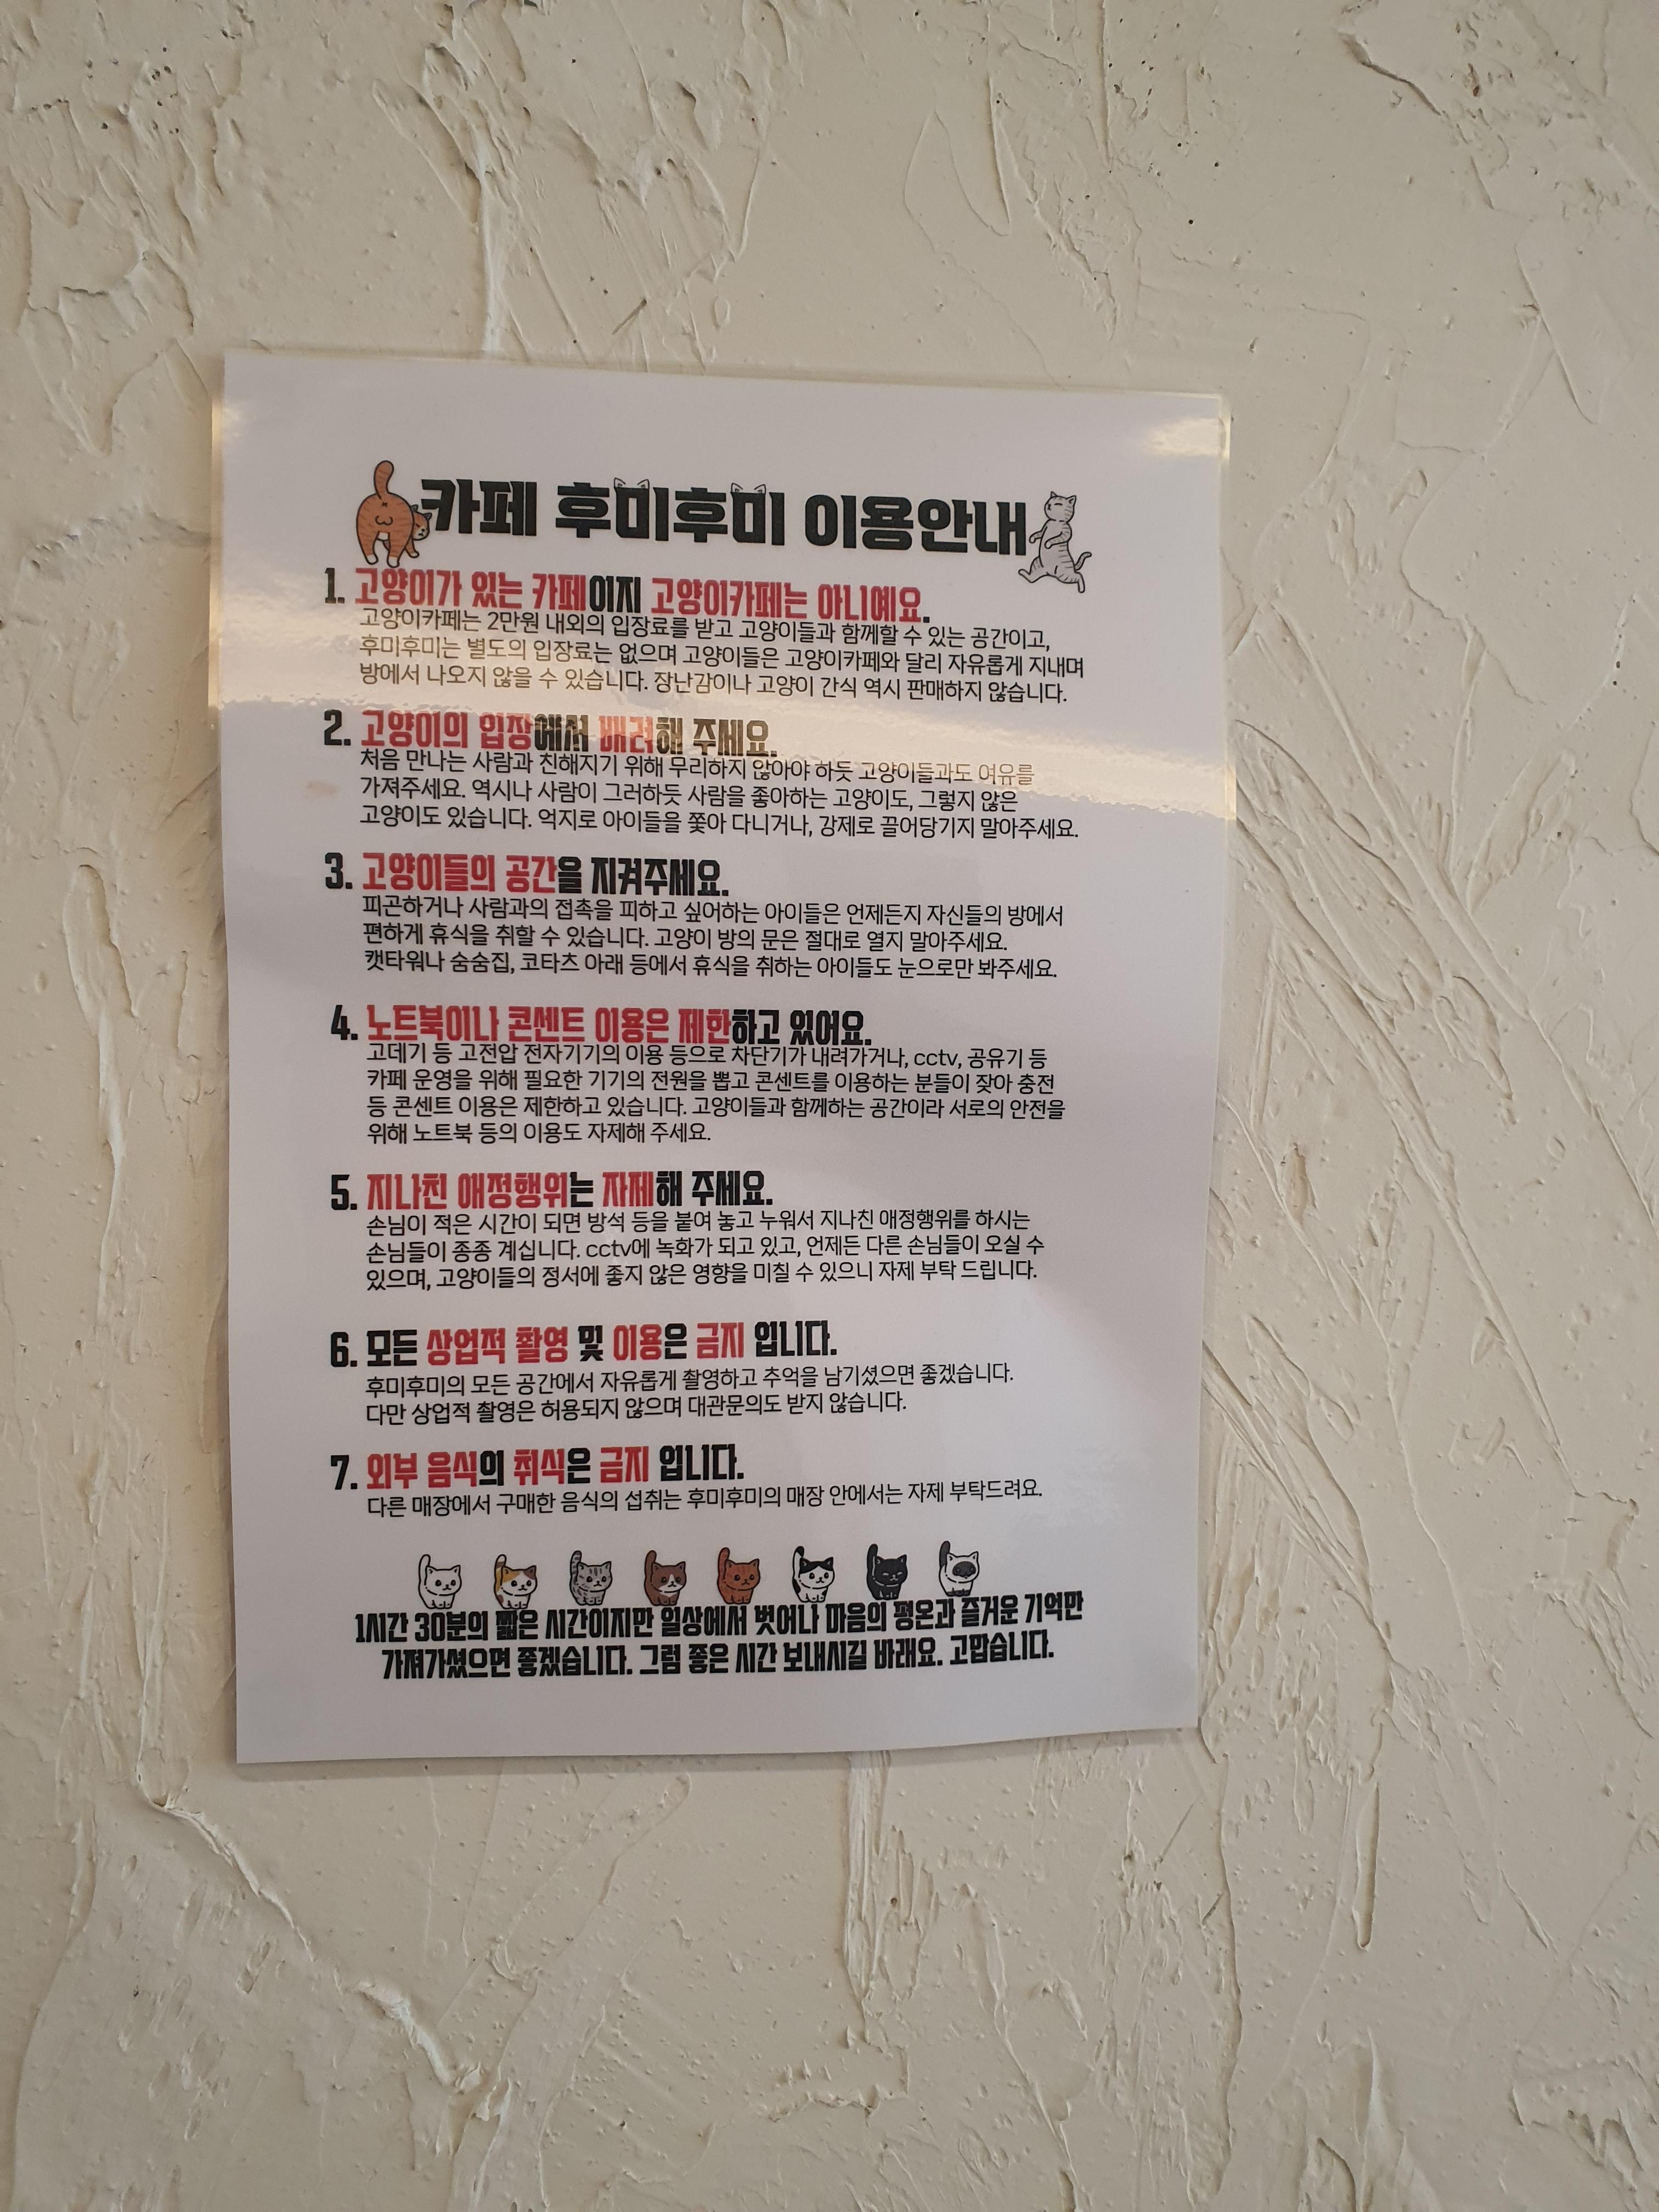 카페 후미후미 이용안내
1. 고양이가 있는 카페이지 고양이카페는 아니예요.
고양이카페는 2만원 내외의 입장료를 받고 고양이들과 함께할 수 있는 공간이고,
후미후미는 별도의 입장료는 없으며 고양이들은 고양이카페와 달리 자유롭게 지내며
방에서 나오지 않을 수 있습니다. 장난감이나 고양이 간식 역시 판매하지 않습니다.
2. 고양이의 입장에서 배려해 주세요.
처음 만나는 사람과 친해지기 위해 무리하지 않아야 하듯 고양이들과도 여유를
가져주세요. 역시나 사람이 그러하듯 사람을 좋아하는 고양이도, 그렇지 않은
고양이도 있습니다. 억지로 아이들을 쫓아 다니거나, 강제로 끌어당기지 말아주세요.
3. 고양이들의 공간을 지켜주세요.
피곤하거나 사람과의 접촉을 피하고 싶어하는 아이들은 언제든지 자신들의 방에서
편하게 휴식을 취할 수 있습니다. 고양이 방의 문은 절대로 열지 말아주세요.
캣타워나 숨숨집, 코타츠 아래 등에서 휴식을 취하는 아이들도 눈으로만 봐주세요.
4. 노트북이나 콘센트 이용은 제한하고 있어요.
고데기 등 고전압 전자기기의 이용 등으로 차단기가 내려가거나, cctv, 공유기 등
카페 운영을 위해 필요한 기기의 전원을 뽑고 콘센트를 이용하는 분들이 잦아 충전
등 콘센트 이용은 제한하고 있습니다. 고양이들과 함께하는 공간이라 서로의 안전을
위해 노트북 등의 이용도 자제해 주세요.
5. 지나친 애정행위는 자제해 주세요.
손님이 적은 시간이 되면 방석 등을 붙여 놓고 누워서 지나친 애정행위를 하시는
손님들이 종종 계십니다. cctv에 녹화가 되고 있고, 언제든 다른 손님들이 오실 수
있으며, 고양이들의 정서에 좋지 않은 영향을 미칠 수 있으니 자제 부탁 드립니다.
6. 모든 상업적 촬영 및 이용은 금지 입니다.
후미후미의 모든 공간에서 자유롭게 촬영하고 추억을 남기셨으면 좋겠습니다.
다만 상업적 촬영은 허용되지 않으며 대관문의도 받지 않습니다.
7. 외부 음식의 취식은 금지 입니다.
다른 매장에서 구매한 음식의 섭취는 후미후미의 매장 안에서는 자제 부탁드려요.
1시간 30분의 짧은 시간이지만 일상에서 벗어나 마음의 평온과 즐거운 기억만
가져가셨으면 좋겠습니다. 그럼 좋은 시간 보내시길 바래요. 고맙습니다.